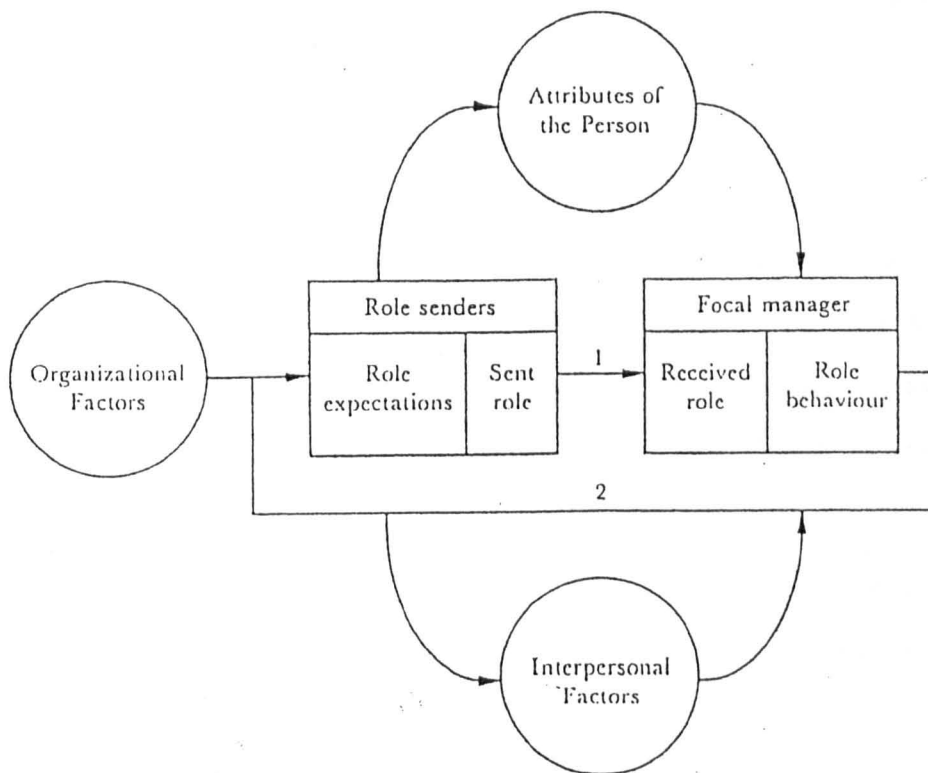 Attributes of
the Person
Role senders
Focal manager
Organizational
Factors
Role
expectations
Sent
role
1
Received
role
Role
behaviour
2
Interpersonal
Factors